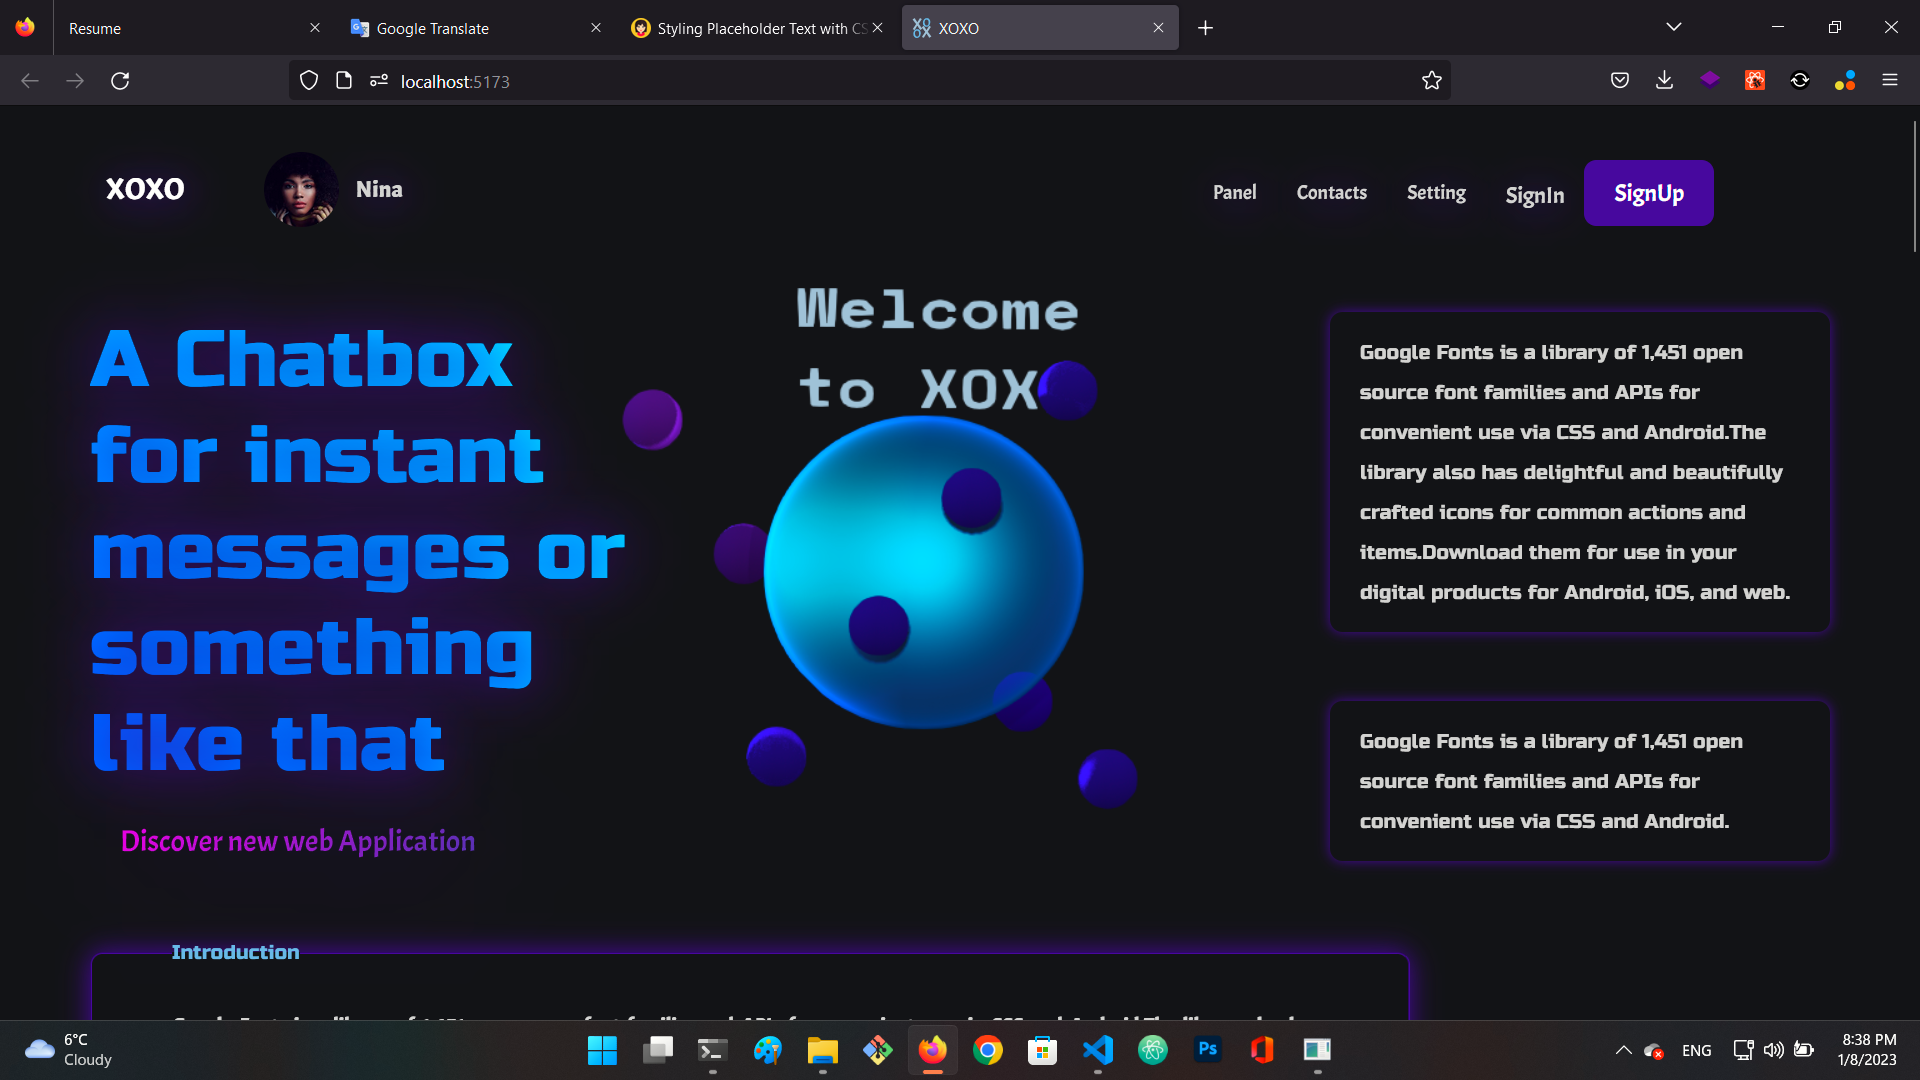 Resume
Google Translate
Styling Placeholder Text with CS
XOXO
localhost:5173
XOXO
Nina
Panel
Contacts
Setting
SignIn
SignUp
A Chatbox
for instant
messages or
something
like that
Discover new web Application
Welcome
to XOX
Google Fonts is a library of 1,451 open
source font families and APIs for
convenient use via CSS and Android.The
library also has delightful and beautifully
crafted icons for common actions and
items.Download them for use in your
digital products for Android, iOS, and web.
Google Fonts is a library of 1,451 open
source font families and APIs for
convenient use via CSS and Android.
Introduction
6°C
Cloudy
Ps
ENG
8:38 PM
1/8/2023